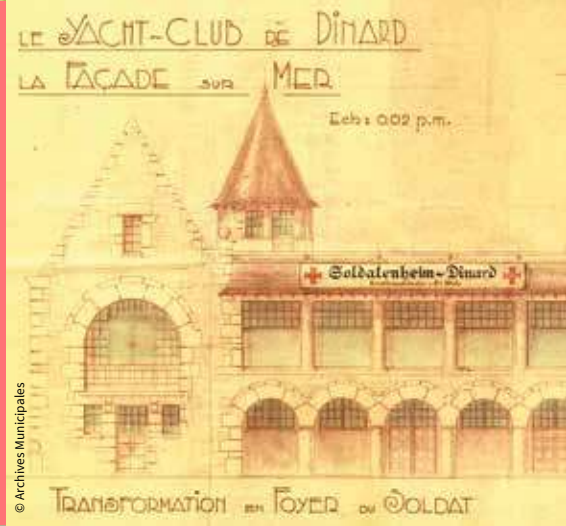 LE YACHT-CLUB DE DINARD
LA FAÇADE SUR MER
Ech : 0.02 p.m.
Soldatenheim-Dinard
TRANSFORMATION EN FOYER DU SOLDAT
© Archives Municipales